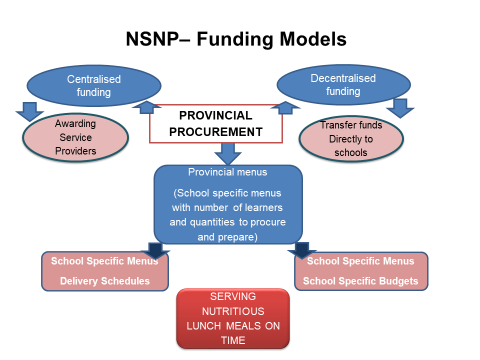 NSNP– Funding Models
Centralised
funding
Decentralised
funding
PROVINCIAL
PROCUREMENT
Awarding
Service
Providers
Transfer funds
Directly to
schools
Provincial menus
(School specific menus
with number of learners
and quantities to procure
and prepare)
School Specific Menus
Delivery Schedules
School Specific Menus
School Specific Budgets
SERVING
NUTRITIOUS
LUNCH MEALS ON
TIME